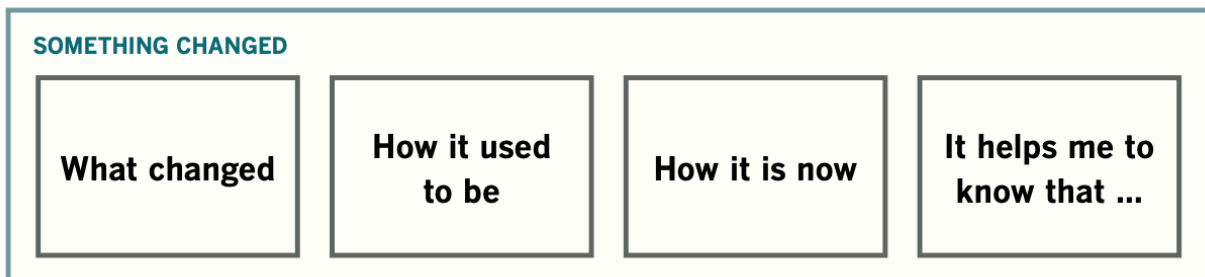 SOMETHING CHANGED
What changed
How it used
to be
How it is now
It helps me to
know that ...